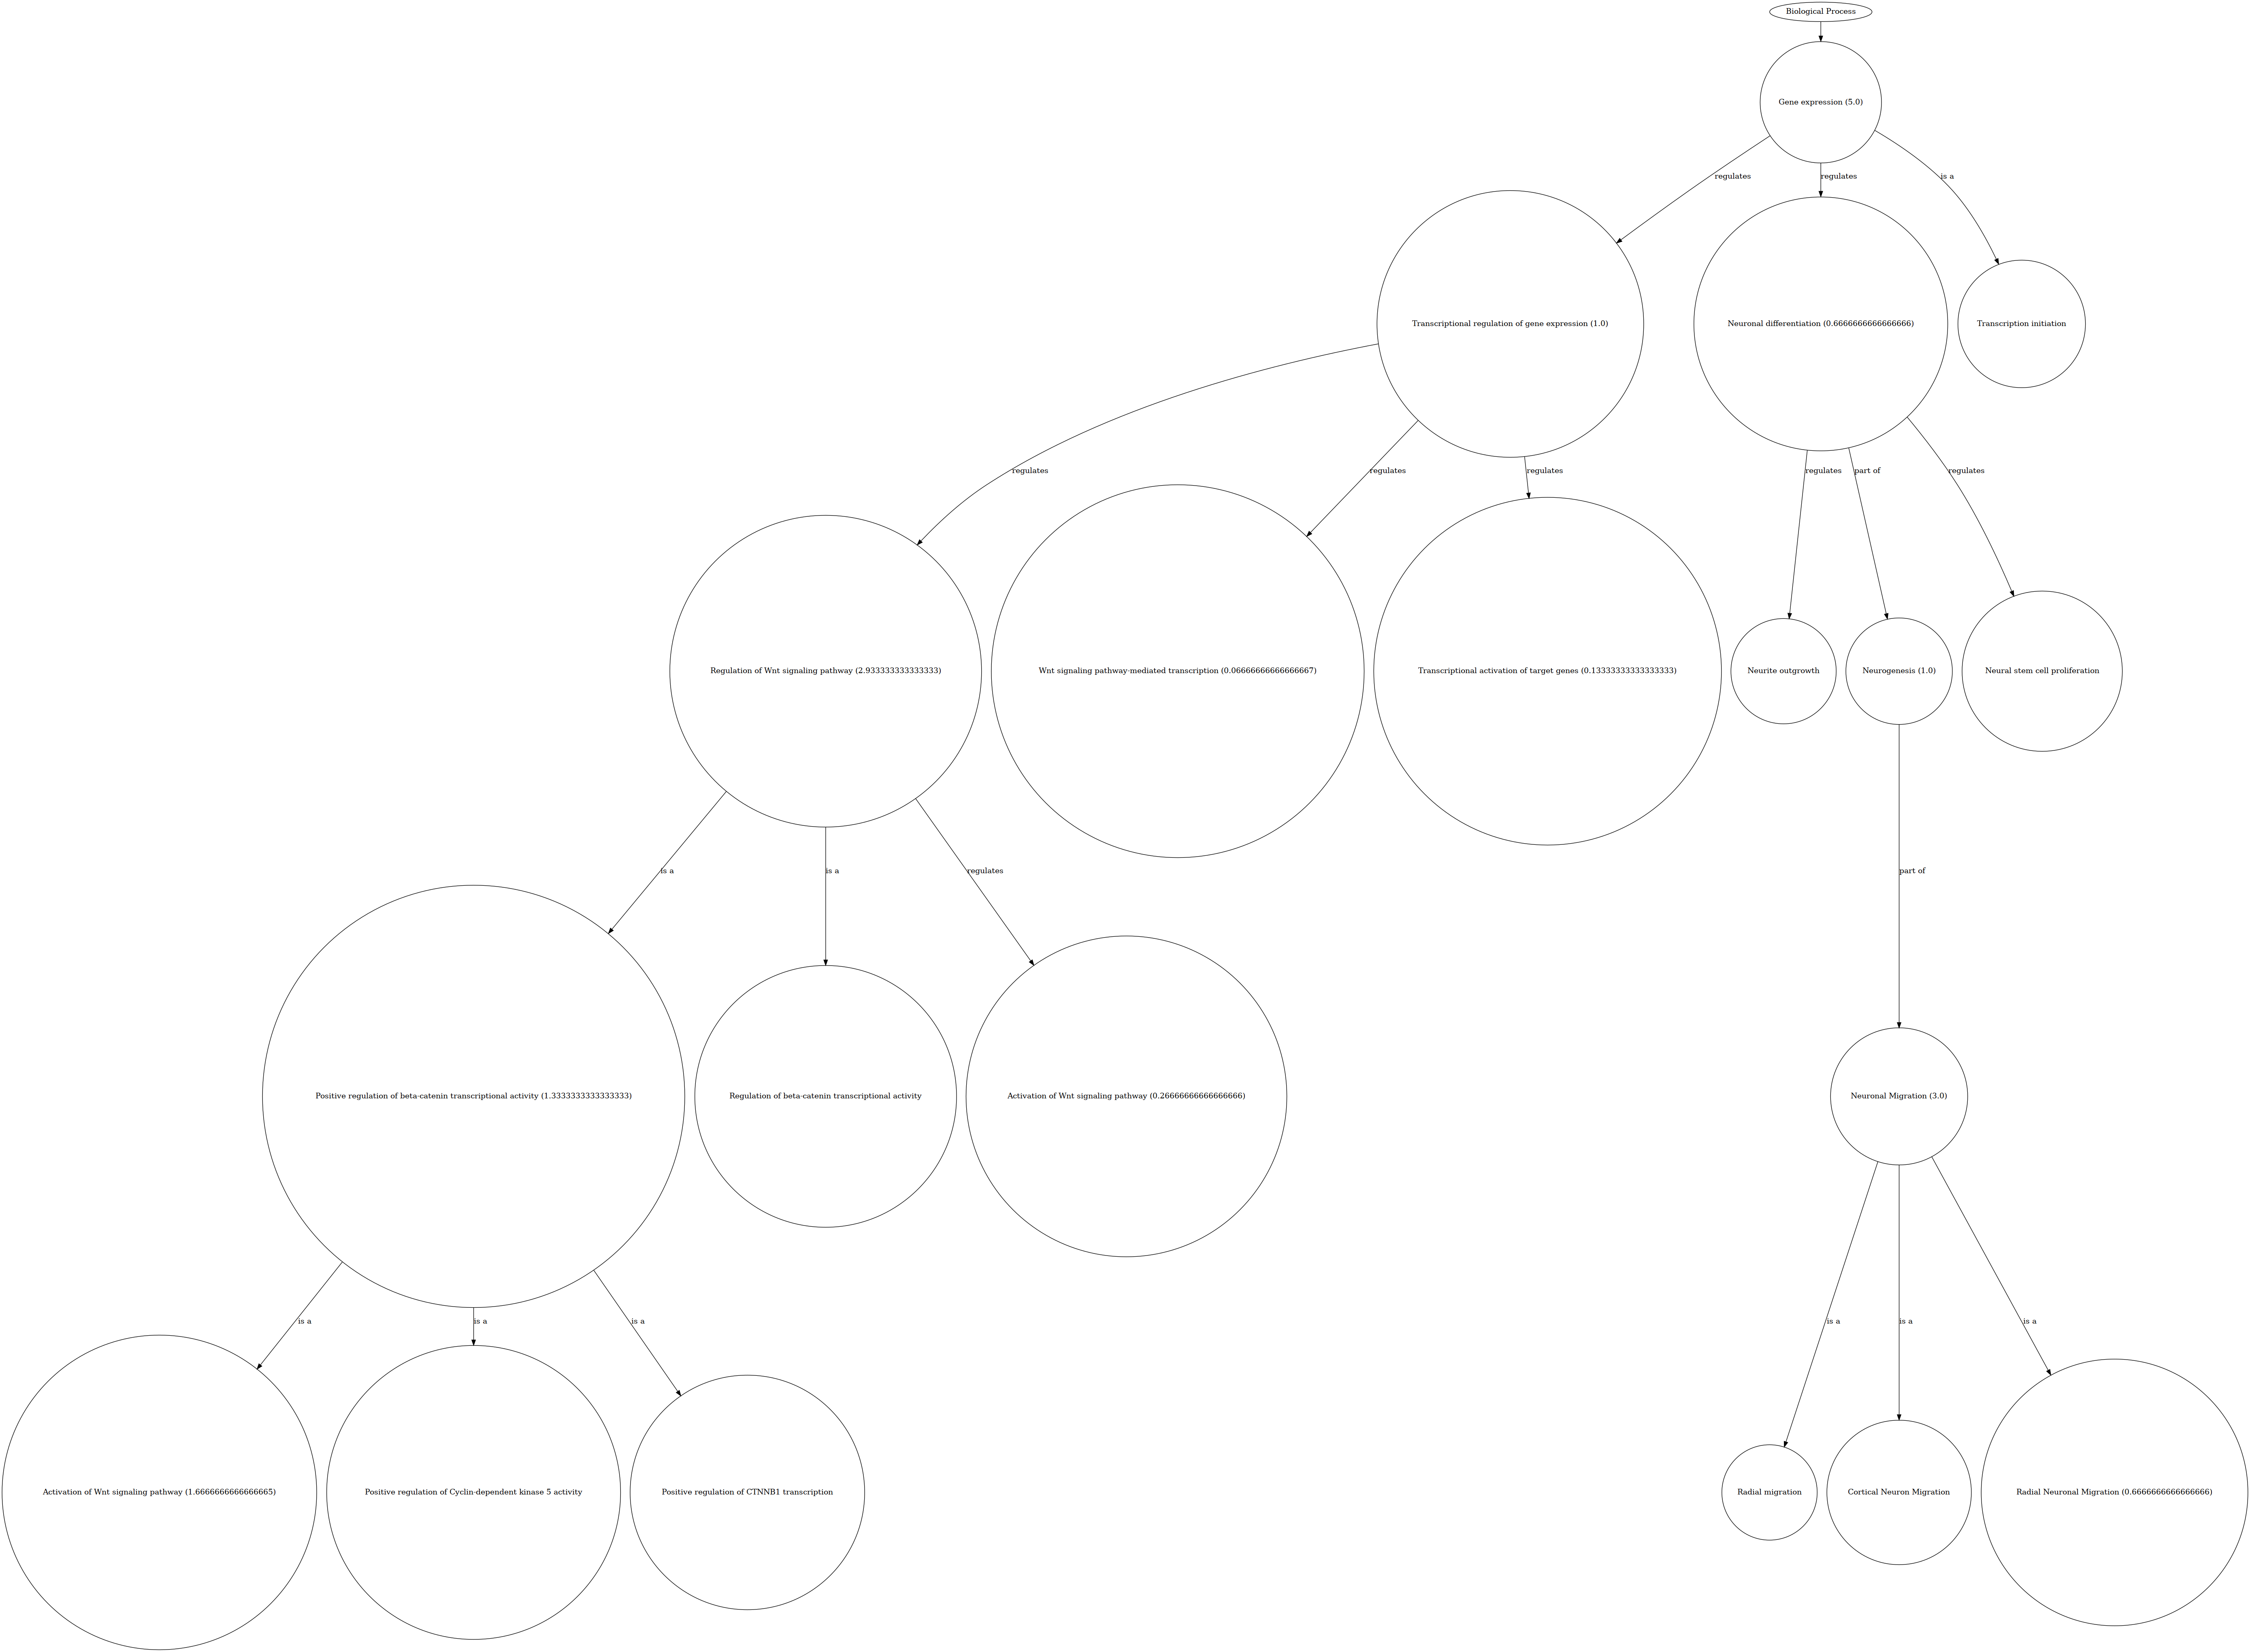 Biological Process
Gene expression (5.0)
regulates
regulates
is a
Transcriptional regulation of gene expression (1.0)
Neuronal differentiation (0.6666666666666666)
Transcription initiation
regulates
regulates
regulates
regulates
part of
regulates
Regulation of Wnt signaling pathway (2.933333333333333)
Wnt signaling pathway-mediated transcription (0.06666666666666667)
Transcriptional activation of target genes (0.13333333333333333)
Neurite outgrowth
Neurogenesis (1.0)
Neural stem cell proliferation
is a
is a
regulates
part of
Positive regulation of beta-catenin transcriptional activity (1.3333333333333333)
Regulation of beta-catenin transcriptional activity
Activation of Wnt signaling pathway (0.26666666666666666)
Neuronal Migration (3.0)
is a
is a
is a
is a
is a
is a
Activation of Wnt signaling pathway (1.6666666666666665)
Positive regulation of Cyclin-dependent kinase 5 activity
Positive regulation of CTNNB1 transcription
Radial migration
Cortical Neuron Migration
Radial Neuronal Migration (0.6666666666666666)